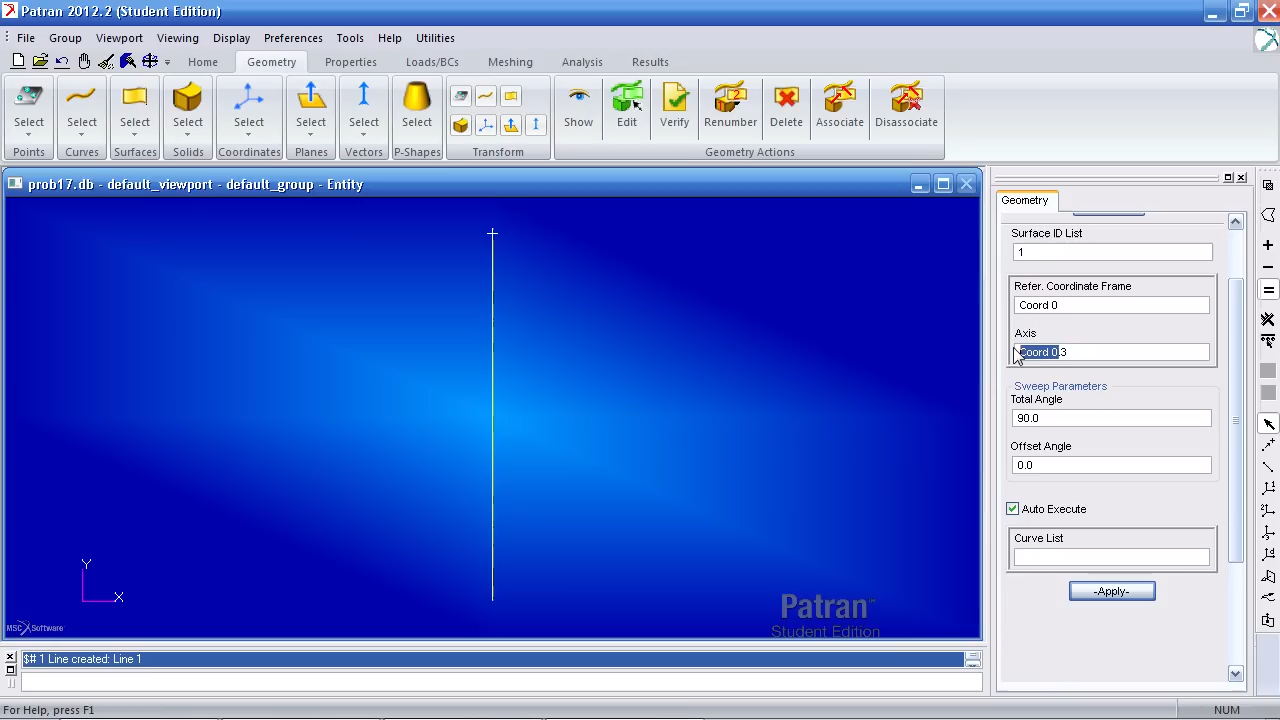 Patran 2012.2 (Student Edition)
File Group Viewport Viewing Display Preferences Tools Help Utilities
Home Geometry Properties Loads/BCs Meshing Analysis Results
Select Select Select Select Select Select Select Select Show Edit Verify Renumber Delete Associate Disassociate
Points Curves Surfaces Solids Coordinates Planes Vectors P-Shapes Transform Geometry Actions
prob17.db - default_viewport - default_group - Entity
Geometry
Surface ID List
1
Refer. Coordinate Frame
Coord 0
Axis
Coord 0.3
Sweep Parameters
Total Angle
90.0
Offset Angle
0.0
Auto Execute
Curve List
-Apply-
Y
X
Patran™
Student Edition
MSC Software
$# 1 Line created: Line 1
For Help, press F1
NUM